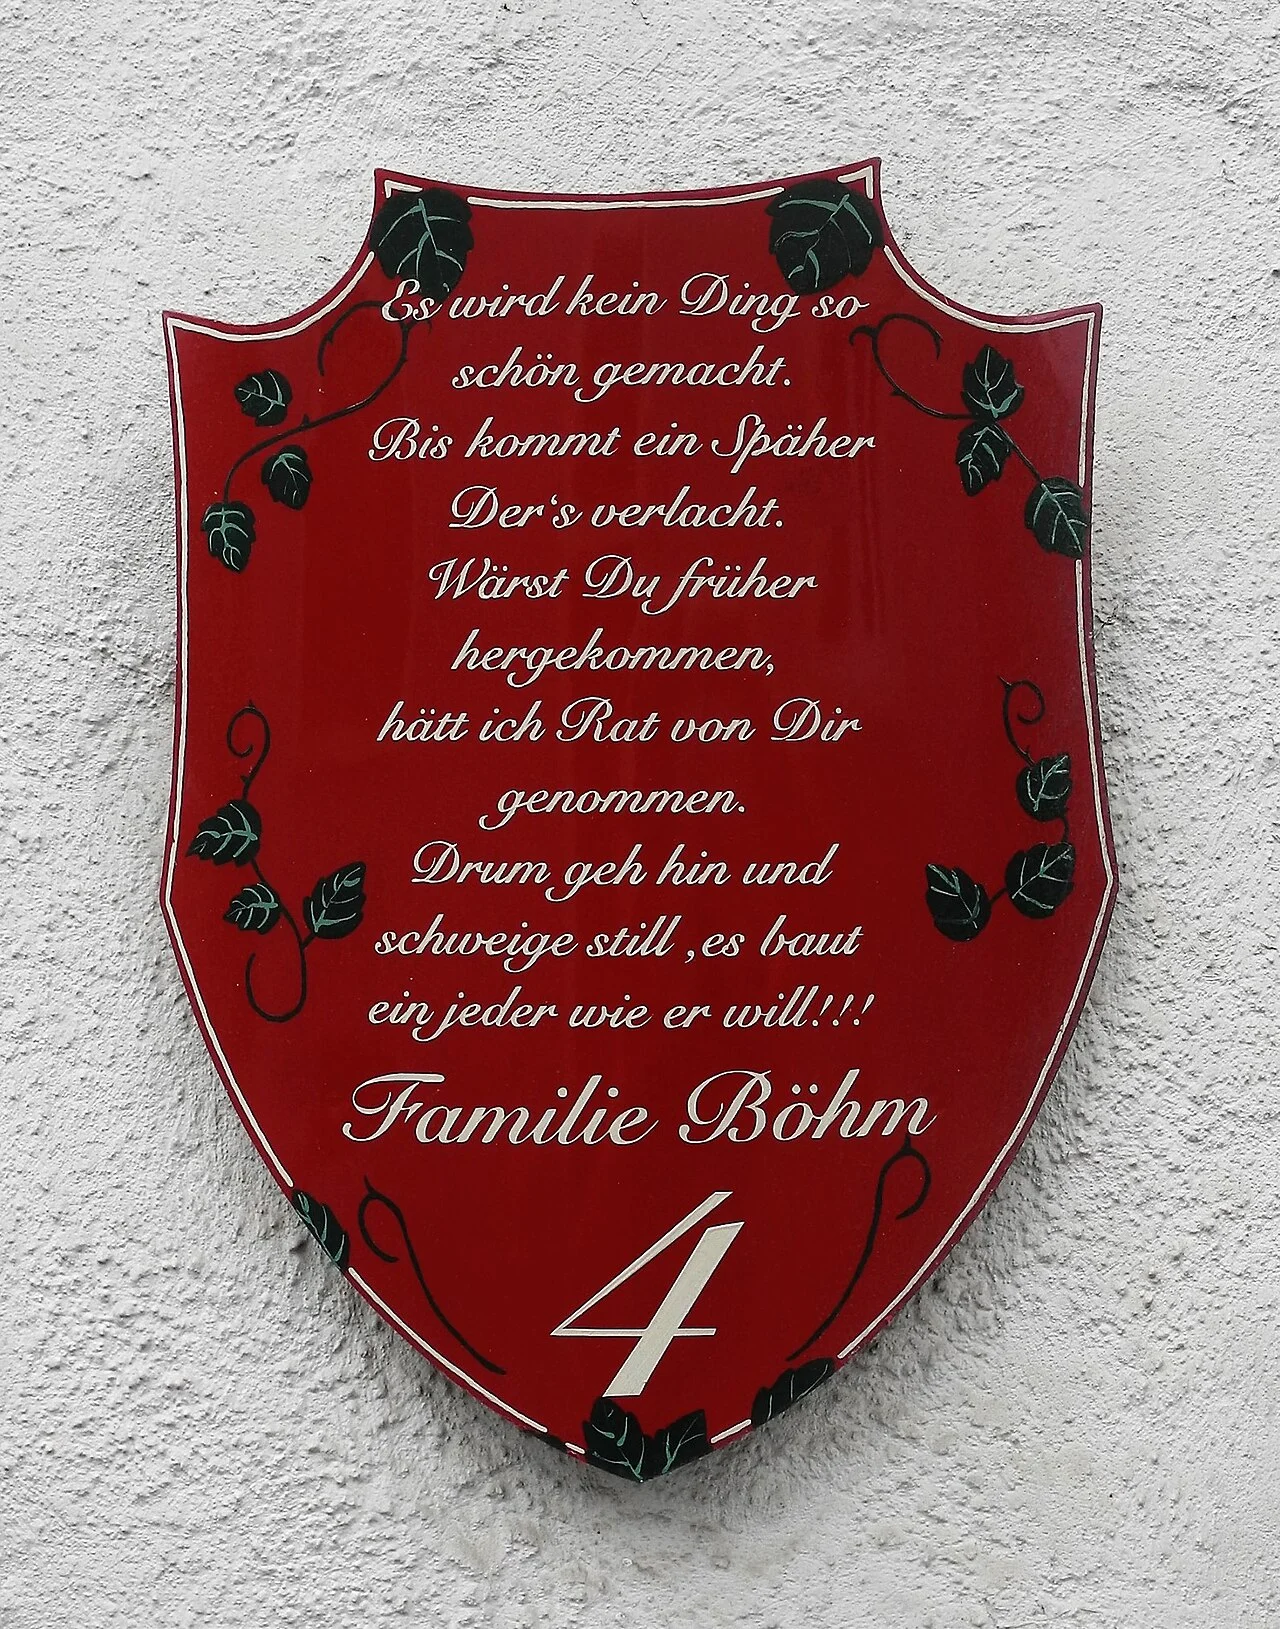 Es wird kein Ding so
schön gemacht.
Bis kommt ein Späher
Der‘s verlacht.
Wärst Du früher
hergekommen,
hätt ich Rat von Dir
genommen.
Drum geh hin und
schweige still ,es baut
ein jeder wie er will!!!
Familie Böhm
4